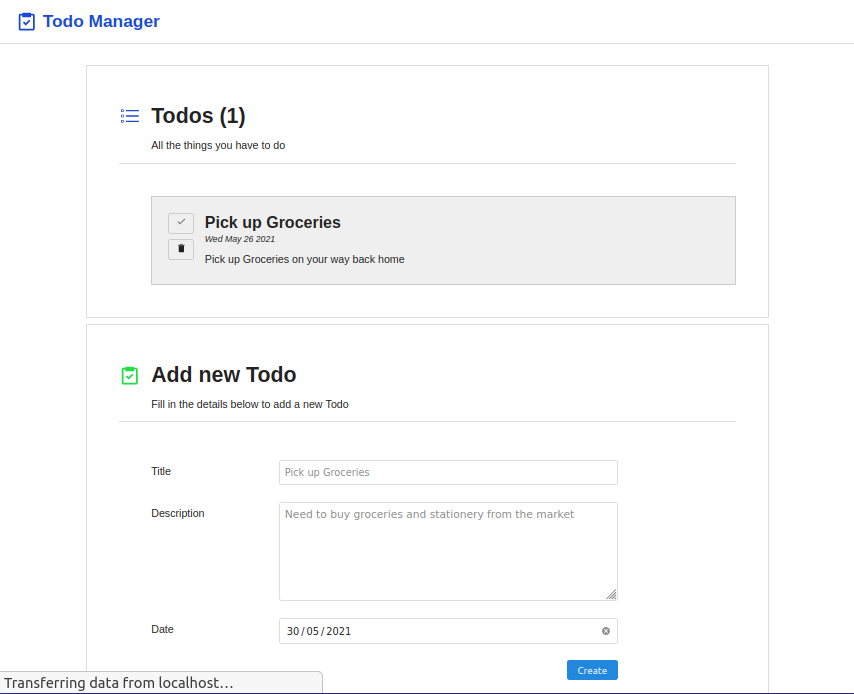 Todo Manager
Todos (1)
All the things you have to do
Pick up Groceries
Wed May 26 2021
Pick up Groceries on your way back home
Add new Todo
Fill in the details below to add a new Todo
Title
Pick up Groceries
Description
Need to buy groceries and stationery from the market
Date
30/05/2021
Create
Transferring data from localhost…